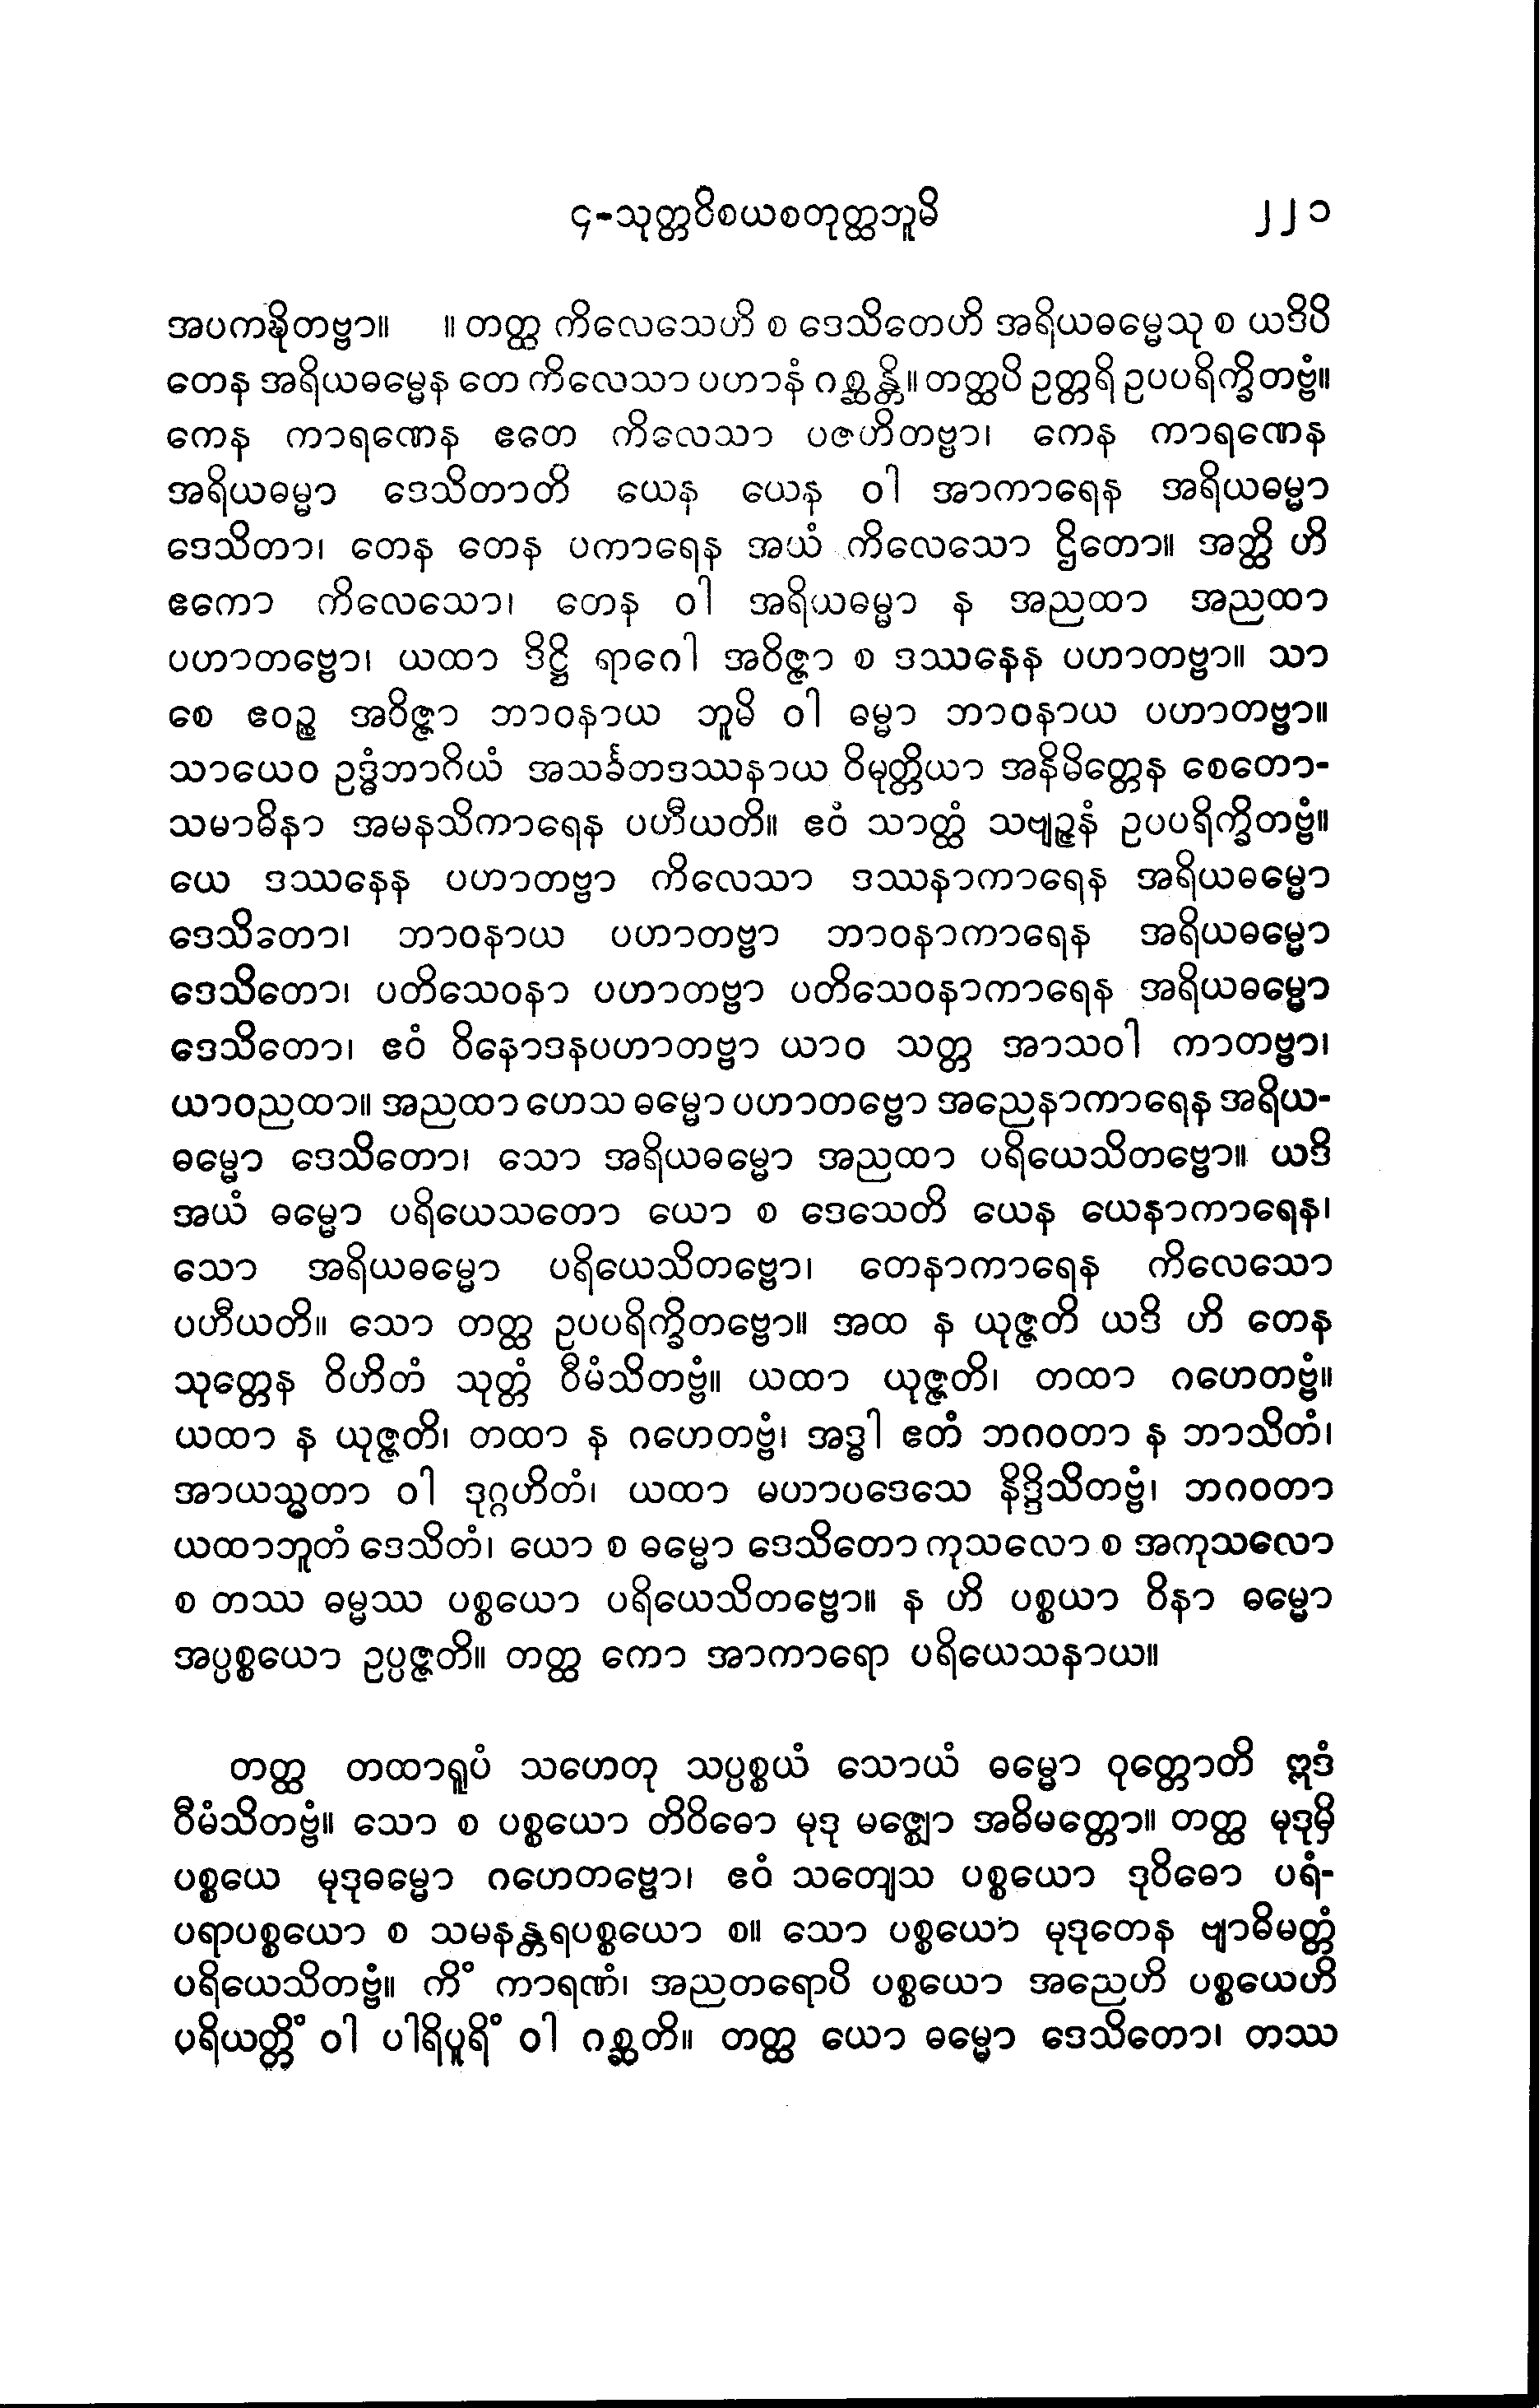 ၄-သုတ္တဝိစယစတုတ္ထဘူမိ ၂၂၁
အပကဍ္ဎိတဗ္ဗာ။ ။ တတ္ထ ကိလေသေဟိ စ ဒေသိတေဟိ အရိယဓမ္မေသု စ ယဒိပိ
တေန အရိယဓမ္မေန တေ ကိလေသာ ပဟာနံ ဂစ္ဆန္တိ။ တတ္ထပိ ဥတ္တရိ ဥပပရိက္ခိတဗ္ဗံ။
ကေန ကာရဏေန ဧတေ ကိလေသာ ပဇဟိတဗ္ဗာ၊ ကေန ကာရဏေန
အရိယဓမ္မာ ဒေသိတာတိ ယေန ယေန ဝါ အာကာရေန အရိယဓမ္မာ
ဒေသိတာ၊ တေန တေန ပကာရေန အယံ ကိလေသော ဌိတော။ အတ္ထိ ဟိ
ဧကော ကိလေသော၊ တေန ဝါ အရိယဓမ္မာ န အညထာ အညထာ
ပဟာတဗ္ဗော၊ ယထာ ဒိဋ္ဌိ ရာဂေါ အဝိဇ္ဇာ စ ဒဿနေန ပဟာတဗ္ဗာ။ သာ
စေ ဧဝဉ္စ အဝိဇ္ဇာ ဘာဝနာယ ဘူမိ ဝါ ဓမ္မာ ဘာဝနာယ ပဟာတဗ္ဗာ။
သာယေဝ ဥဒ္ဓံဘာဂိယံ အသင်္ခတဒဿနာယ ဝိမုတ္တိယာ အနိမိတ္တေန စေတော-
သမာဓိနာ အမနသိကာရေန ပဟီယတိ။ ဧဝံ သာတ္ထံ သဗျဉ္ဇနံ ဥပပရိက္ခိတဗ္ဗံ။
ယေ ဒဿနေန ပဟာတဗ္ဗာ ကိလေသာ ဒဿနာကာရေန အရိယဓမ္မော
ဒေသိတော၊ ဘာဝနာယ ပဟာတဗ္ဗာ ဘာဝနာကာရေန အရိယဓမ္မော
ဒေသိတော၊ ပတိသေဝနာ ပဟာတဗ္ဗာ ပတိသေဝနာကာရေန အရိယဓမ္မော
ဒေသိတော၊ ဧဝံ ဝိနောဒနပဟာတဗ္ဗာ ယာဝ သတ္တ အာသဝါ ကာတဗ္ဗာ၊
ယာဝညထာ။ အညထာ ဟေသ ဓမ္မော ပဟာတဗ္ဗော အညေနာကာရေန အရိယ-
ဓမ္မော ဒေသိတော၊ သော အရိယဓမ္မော အညထာ ပရိယေသိတဗ္ဗော။ ယဒိ
အယံ ဓမ္မော ပရိယေသတော ယော စ ဒေသေတိ ယေန ယေနာကာရေန၊
သော အရိယဓမ္မော ပရိယေသိတဗ္ဗော၊ တေနာကာရေန ကိလေသော
ပဟီယတိ။ သော တတ္ထ ဥပပရိက္ခိတဗ္ဗော။ အထ န ယုဇ္ဇတိ ယဒိ ဟိ တေန
သုတ္တေန ဝိဟိတံ သုတ္တံ ဝီမံသိတဗ္ဗံ။ ယထာ ယုဇ္ဇတိ၊ တထာ ဂဟေတဗ္ဗံ။
ယထာ န ယုဇ္ဇတိ၊ တထာ န ဂဟေတဗ္ဗံ၊ အဒ္ဓါ ဧတံ ဘဂဝတာ န ဘာသိတံ၊
အာယသ္မတာ ဝါ ဒုဂ္ဂဟိတံ၊ ယထာ မဟာပဒေသေ နိဒ္ဒိသိတဗ္ဗံ၊ ဘဂဝတာ
ယထာဘူတံ ဒေသိတံ၊ ယော စ ဓမ္မော ဒေသိတော ကုသလော စ အကုသလော
စ တဿ ဓမ္မဿ ပစ္စယော ပရိယေသိတဗ္ဗော။ န ဟိ ပစ္စယာ ဝိနာ ဓမ္မော
အပ္ပစ္စယော ဥပ္ပဇ္ဇတိ။ တတ္ထ ကော အာကာရော ပရိယေသနာယ။
တတ္ထ တထာရူပံ သဟေတု သပ္ပစ္စယံ သောယံ ဓမ္မော ဝုတ္တောတိ ဣဒံ
ဝီမံသိတဗ္ဗံ။ သော စ ပစ္စယော တိဝိဓော မုဒု မဇ္ဈော အဓိမတ္တော။ တတ္ထ မုဒုမှိ
ပစ္စယေ မုဒုဓမ္မော ဂဟေတဗ္ဗော၊ ဧဝံ သတျေသ ပစ္စယော ဒုဝိဓော ပရံ-
ပရာပစ္စယော စ သမနန္တရပစ္စယော စ။ သော ပစ္စယော မုဒုတေန ဗျာဓိမတ္တံ
ပရိယေသိတဗ္ဗံ။ ကိံ ကာရဏံ၊ အညတရောပိ ပစ္စယော အညေဟိ ပစ္စယေဟိ
ပရိယတ္တိံ ဝါ ပါရိပူရိံ ဝါ ဂစ္ဆတိ။ တတ္ထ ယော ဓမ္မော ဒေသိတော၊ တဿ